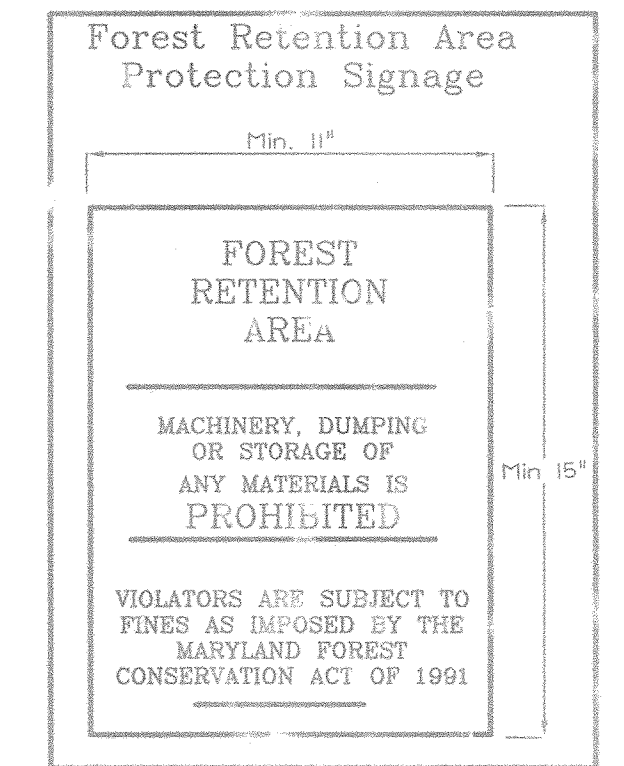 Forest Retention Area
Protection Signage
Min. 11"
FOREST
RETENTION
AREA
MACHINERY, DUMPING
OR STORAGE OF
ANY MATERIALS IS
PROHIBITED
Min 15"
VIOLATORS ARE SUBJECT TO
FINES AS IMPOSED BY THE
MARYLAND FOREST
CONSERVATION ACT OF 1991